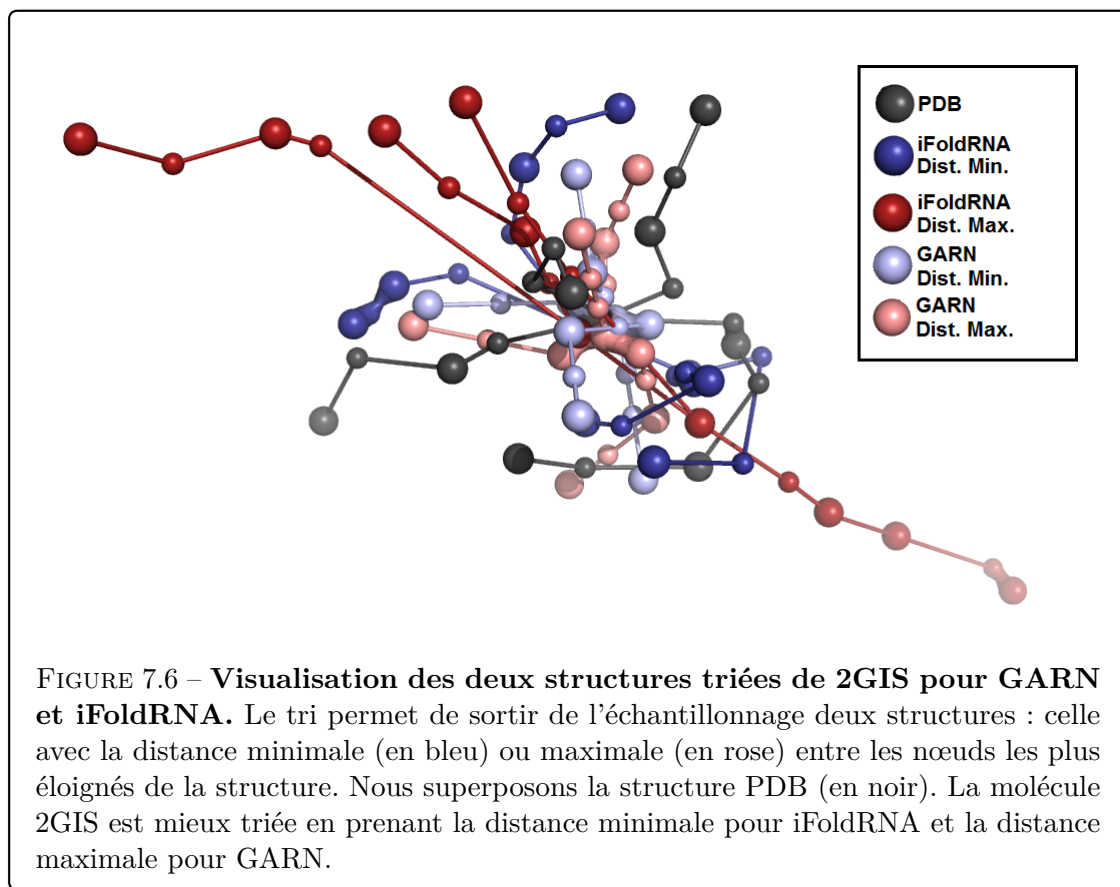 PDB
iFoldRNA
Dist. Min.
iFoldRNA
Dist. Max.
GARN
Dist. Min.
GARN
Dist. Max.
FIGURE 7.6 – Visualisation des deux structures triées de 2GIS pour GARN
et iFoldRNA. Le tri permet de sortir de l'échantillonnage deux structures : celle
avec la distance minimale (en bleu) ou maximale (en rose) entre les nœuds les plus
éloignés de la structure. Nous superposons la structure PDB (en noir). La molécule
2GIS est mieux triée en prenant la distance minimale pour iFoldRNA et la distance
maximale pour GARN.